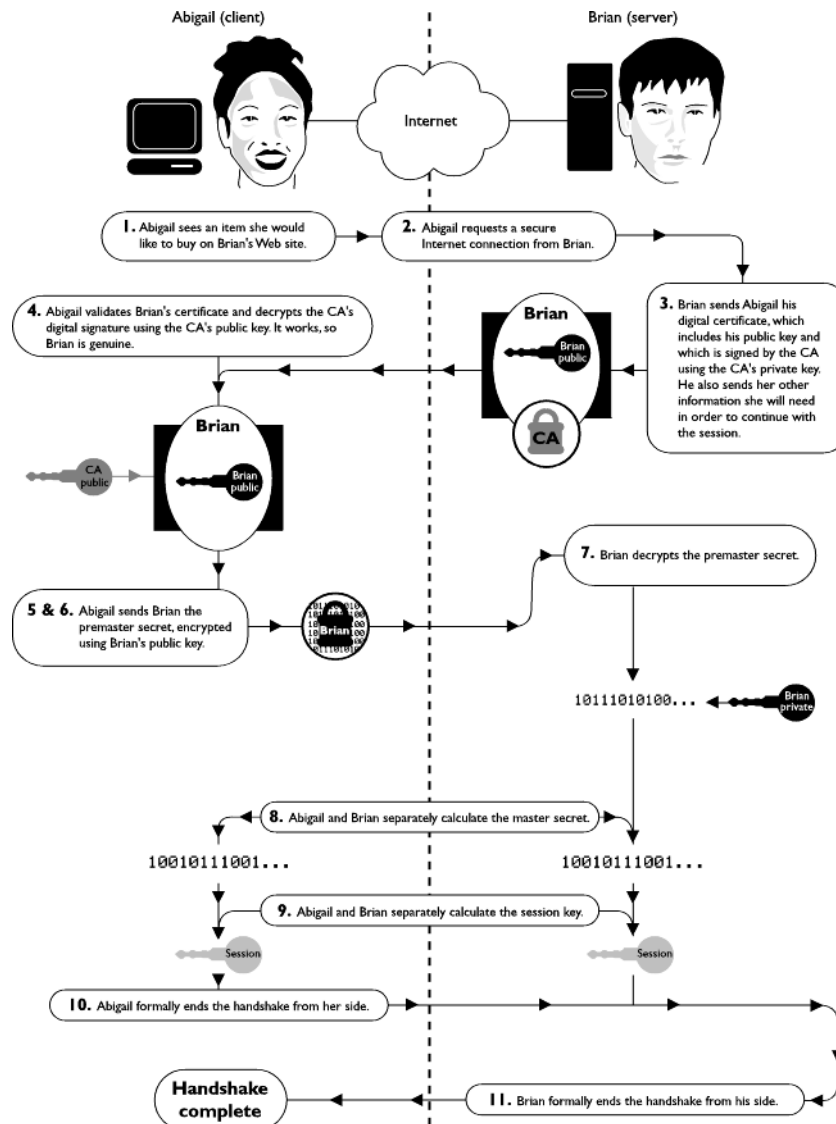 Abigail (client)
Brian (server)
Internet
1. Abigail sees an item she would
like to buy on Brian's Web site.
2. Abigail requests a secure
Internet connection from Brian.
3. Brian sends Abigail his
digital certificate, which
includes his public key and
which is signed by the CA
using the CA's private key.
He also sends her other
information she will need
in order to continue with
the session.
Brian
Brian
public
CA
4. Abigail validates Brian's certificate and decrypts the CA's
digital signature using the CA's public key. It works, so
Brian is genuine.
Brian
CA
public
Brian
public
5 & 6. Abigail sends Brian the
premaster secret, encrypted
using Brian's public key.
Brian
7. Brian decrypts the premaster secret.
10111010100...
Brian
private
8. Abigail and Brian separately calculate the master secret.
10010111001...
10010111001...
9. Abigail and Brian separately calculate the session key.
Session
Session
10. Abigail formally ends the handshake from her side.
11. Brian formally ends the handshake from his side.
Handshake
complete